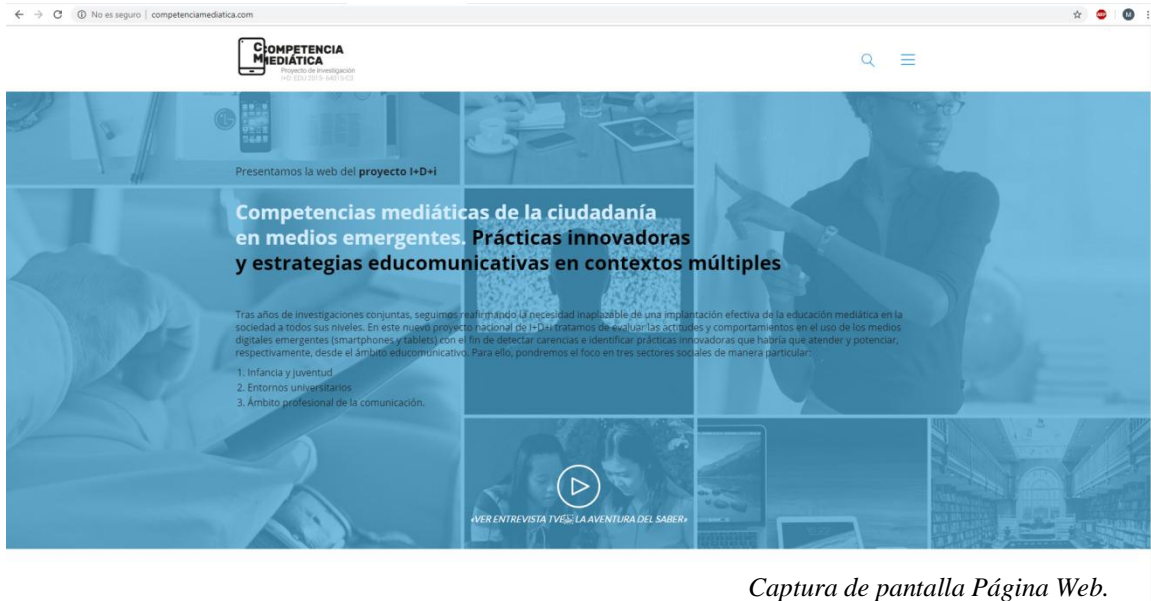 No es seguro | competenciamediatica.com
ABP
M
COMPETENCIA
MEDIÁTICA
Proyecto de Investigación
Presentamos la web del proyecto I+D+i
Competencias mediáticas de la ciudadanía
en medios emergentes. Prácticas innovadoras
y estrategias educomunicativas en contextos múltiples
Tras años de investigaciones conjuntas, seguimos reafirmando la necesidad inaplazable de una implantación efectiva de la educación mediática en la
sociedad a todos sus niveles. En este nuevo proyecto nacional de I+D+i tratamos de evaluar las actitudes y comportamientos en el uso de los medios
digitales emergentes (smartphones y tablets) con el fin de detectar carencias e identificar prácticas innovadoras que habría que atender y potenciar,
respectivamente, desde el ámbito educomunicativo. Para ello, pondremos el foco en tres sectores sociales de manera particular:
1. Infancia y juventud
2. Entornos universitarios
3. Ámbito profesional de la comunicación.
«VER ENTREVISTA TVE LA AVENTURA DEL SABER»
Captura de pantalla Página Web.